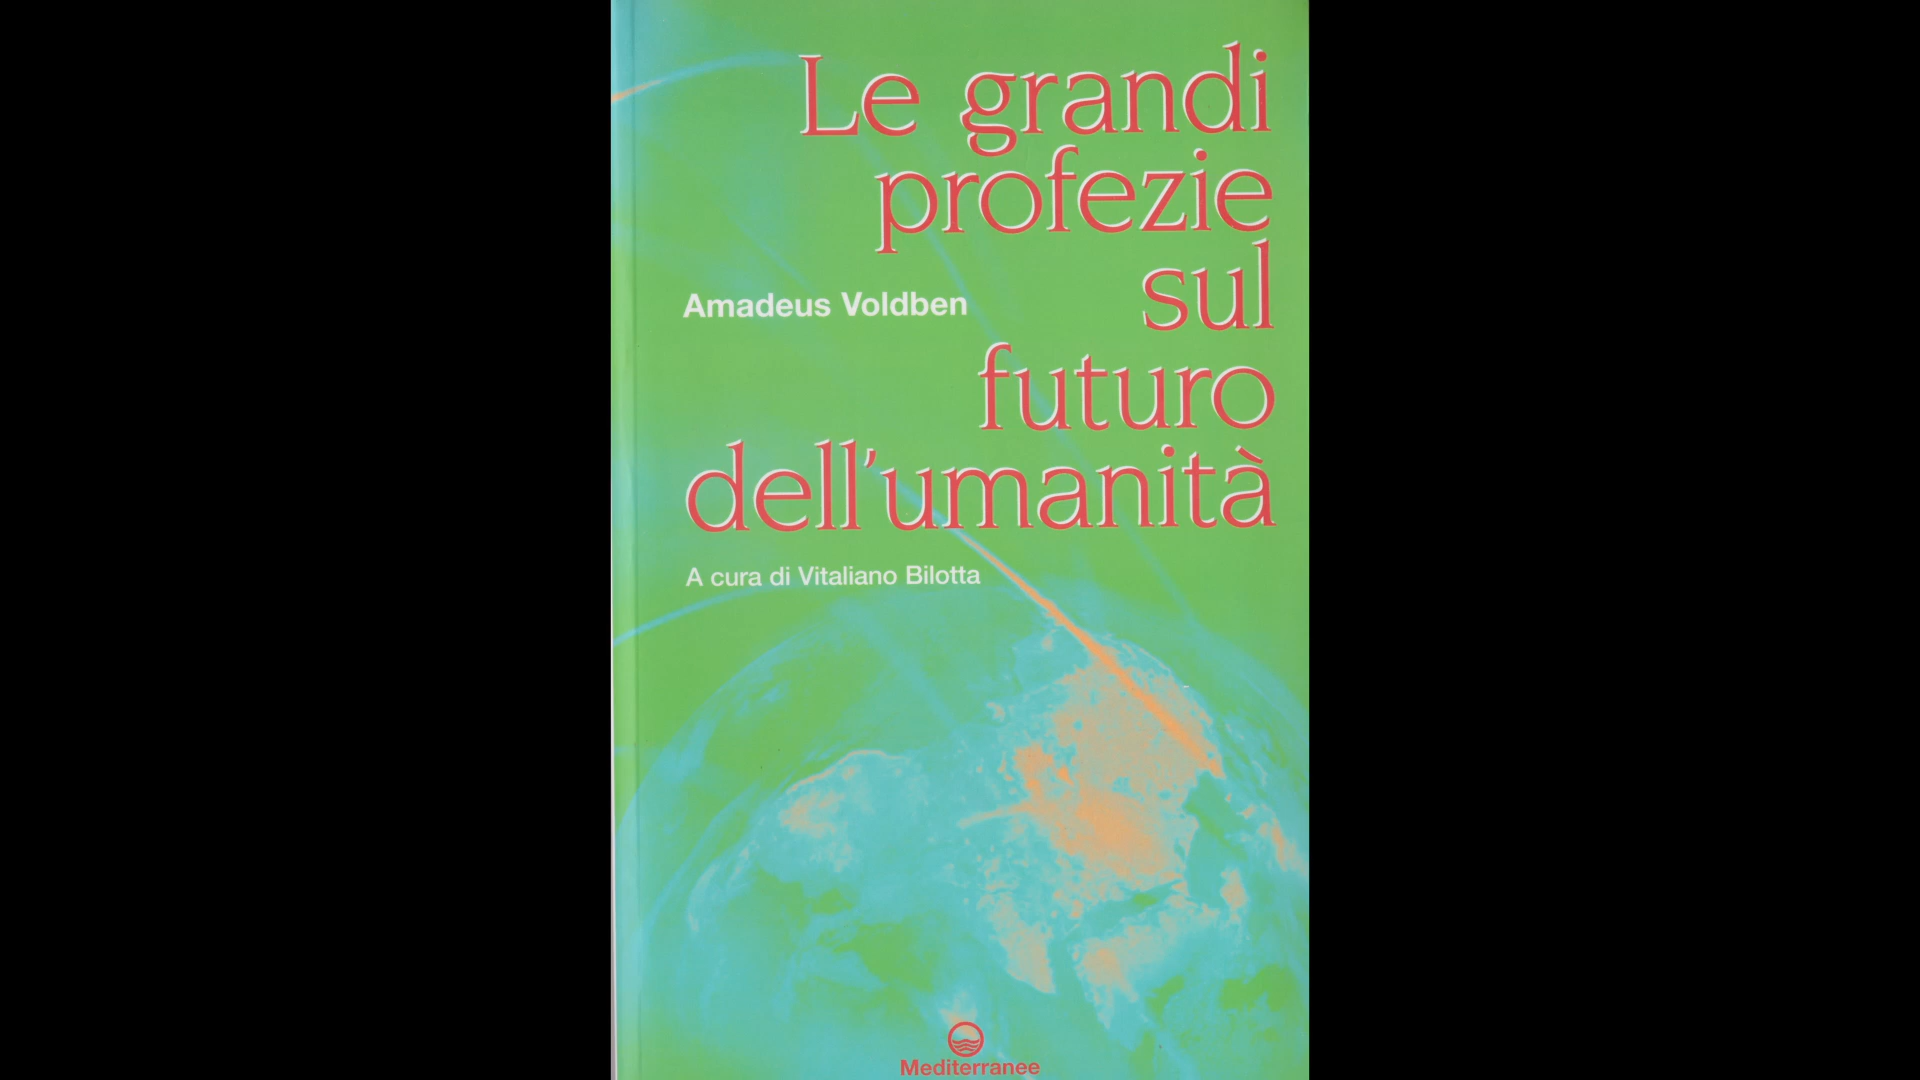 Le grandi
profezie
sul
Amadeus Voldben
futuro
dell'umanità
A cura di Vitaliano Bilotta
Mediterranee